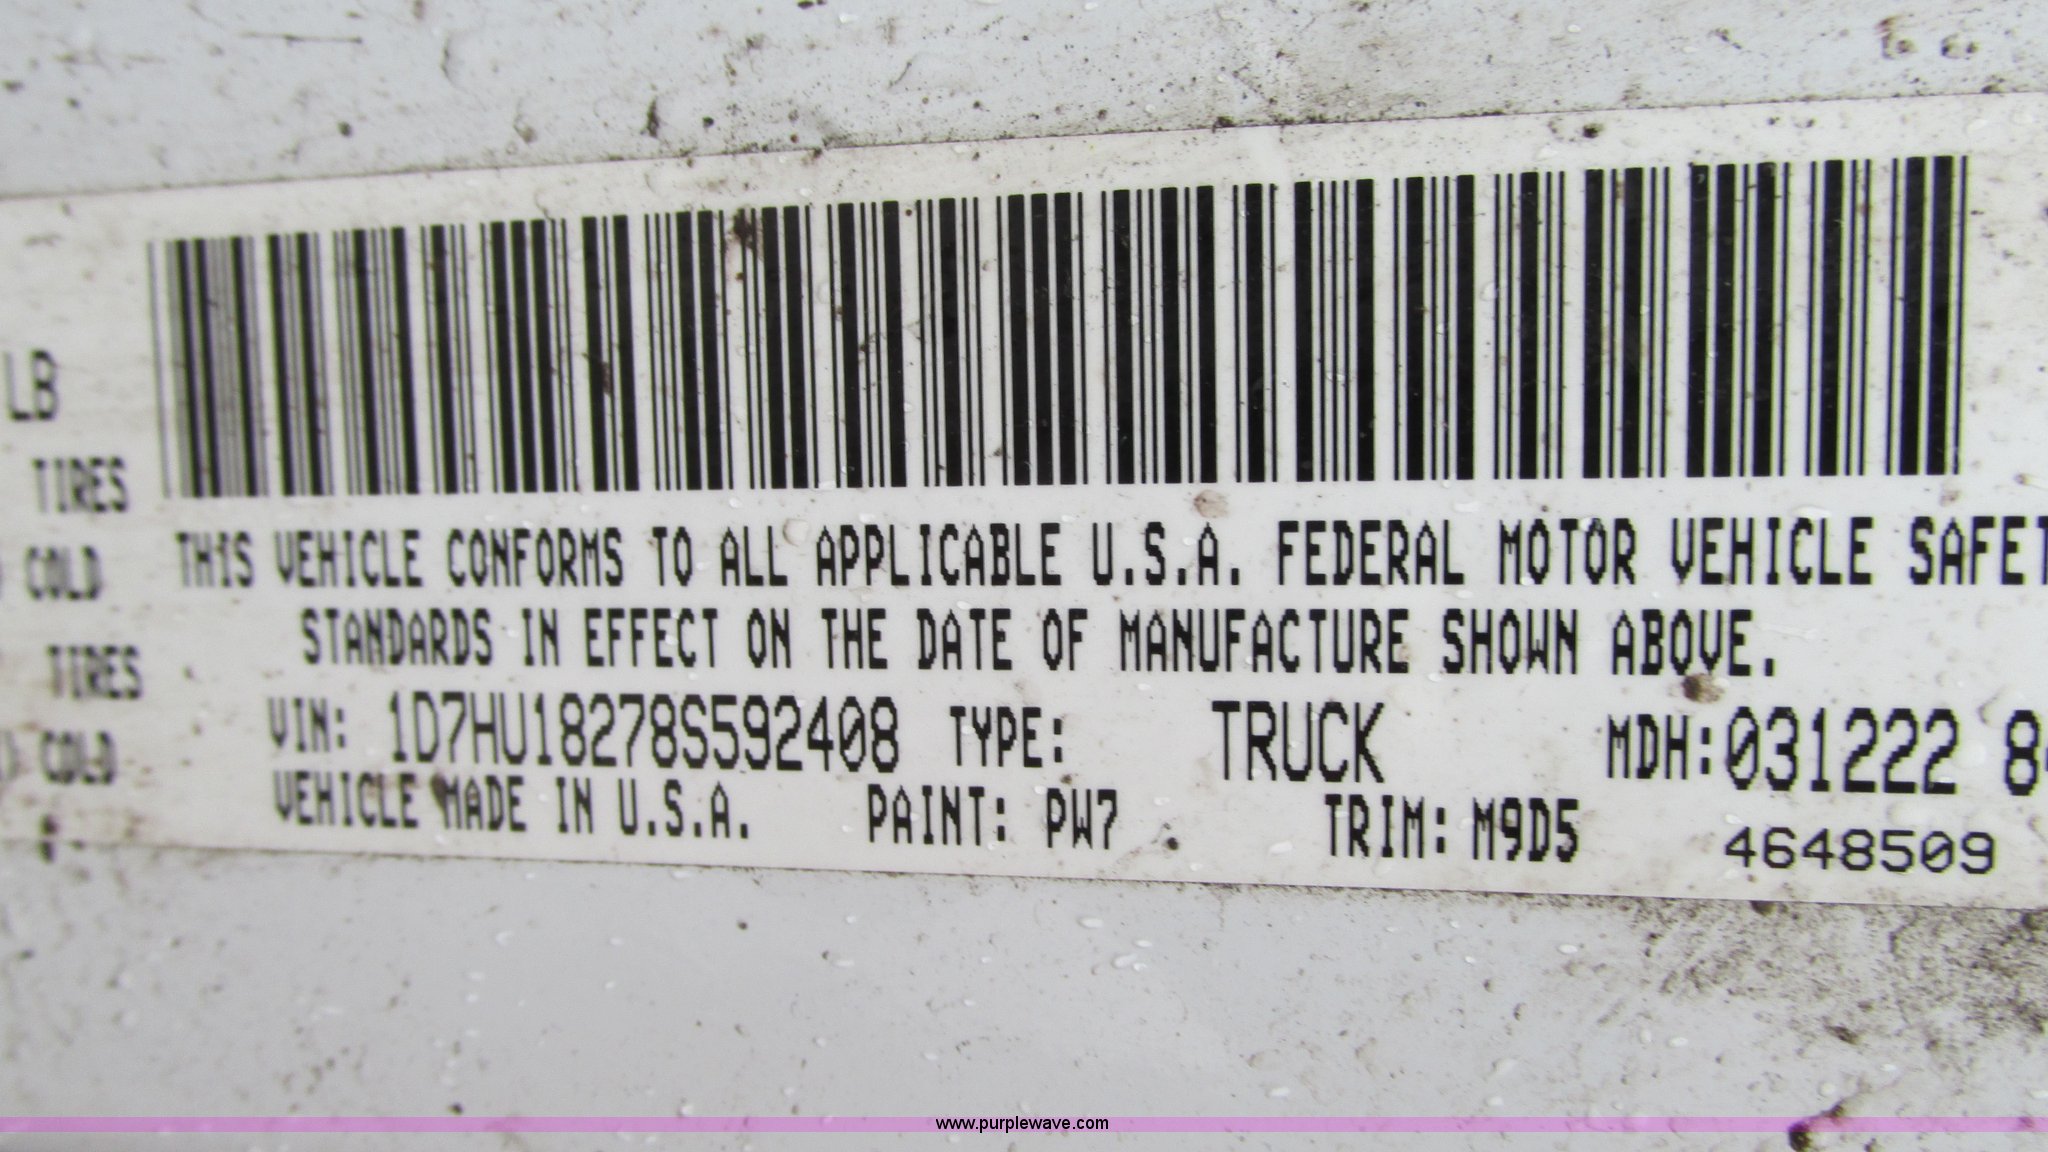 LB
TIRES
COLD
TIRES
COLD
THIS VEHICLE CONFORMS TO ALL APPLICABLE U.S.A. FEDERAL MOTOR VEHICLE SAFET
STANDARDS IN EFFECT ON THE DATE OF MANUFACTURE SHOWN ABOVE.
VIN: 1D7HU18278S592408 TYPE: TRUCK MDH:031222 84
VEHICLE MADE IN U.S.A. PAINT: PW7 TRIM: M9D5
4648509
www.purplewave.com